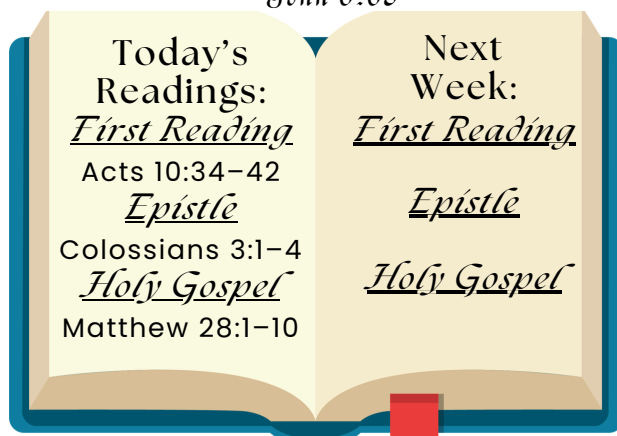 Today's
Readings:
First Reading
Acts 10:34–42
Epistle
Colossians 3:1–4
Holy Gospel
Matthew 28:1–10
Next
Week:
First Reading
Epistle
Holy Gospel